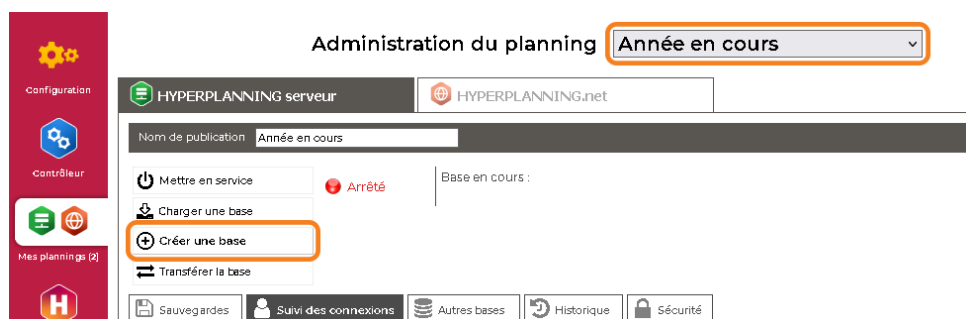 Administration du planning Année en cours
Configuration
HYPERPLANNING serveur HYPERPLANNING.net
Nom de publication Année en cours
Contrôleur
Mettre en service Arrêté Base en cours :
Charger une base
Créer une base
Mes plannings (2)
Transférer la base
H
Sauvegardes Suivi des connexions Autres bases Historique Sécurité